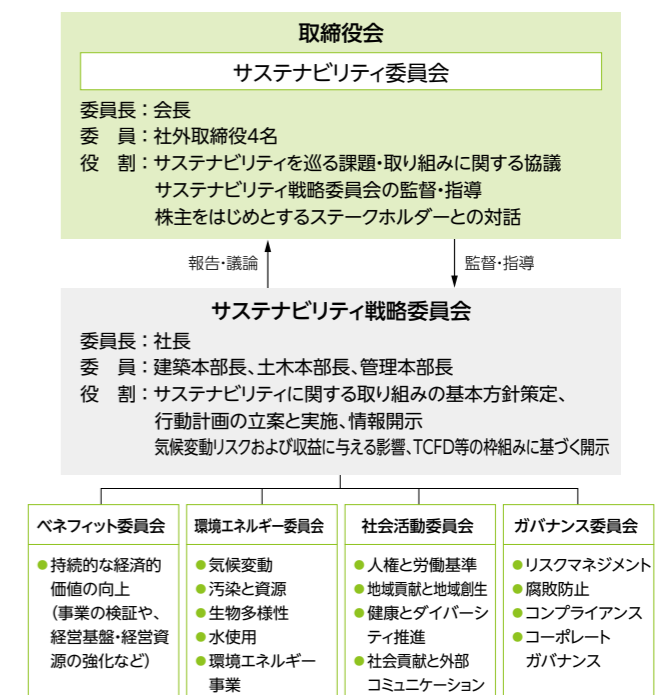 取締役会
サステナビリティ委員会
委員長：会長
委　員：社外取締役4名
役　割：サステナビリティを巡る課題・取り組みに関する協議
サステナビリティ戦略委員会の監督・指導
株主をはじめとするステークホルダーとの対話
報告・議論
監督・指導
サステナビリティ戦略委員会
委員長：社長
委　員：建築本部長、土木本部長、管理本部長
役　割：サステナビリティに関する取り組みの基本方針策定、
行動計画の立案と実施、情報開示
気候変動リスクおよび収益に与える影響、TCFD等の枠組みに基づく開示
ベネフィット委員会
●持続的な経済的
価値の向上
（事業の検証や、
経営基盤・経営資
源の強化など）
環境エネルギー委員会
●気候変動
●汚染と資源
●生物多様性
●水使用
●環境エネルギー
事業
社会活動委員会
●人権と労働基準
●地域貢献と地域創生
●健康とダイバーシ
ティ推進
●社会貢献と外部
コミュニケーション
ガバナンス委員会
●リスクマネジメント
●腐敗防止
●コンプライアンス
●コーポレート
ガバナンス